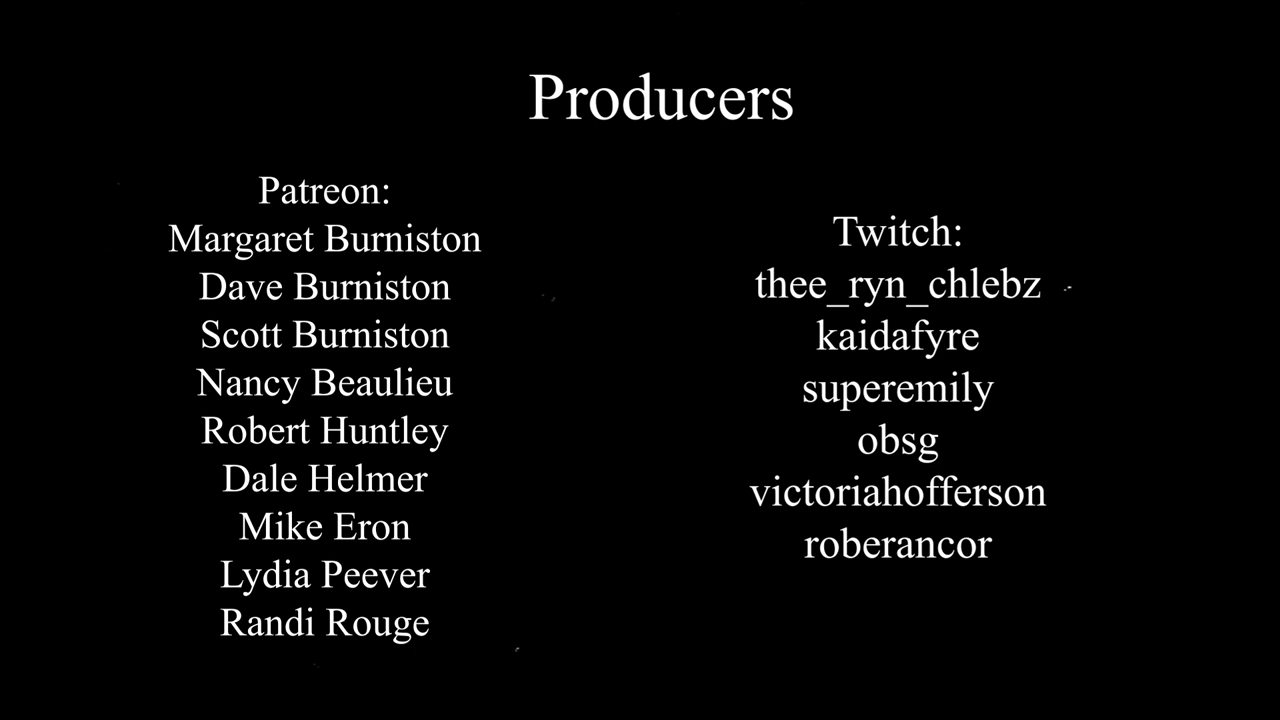 Producers
Patreon:
Margaret Burniston
Dave Burniston
Scott Burniston
Nancy Beaulieu
Robert Huntley
Dale Helmer
Mike Eron
Lydia Peever
Randi Rouge
Twitch:
thee_ryn_chlebz
kaidafyre
superemily
obsg
victoriahofferson
roberancor